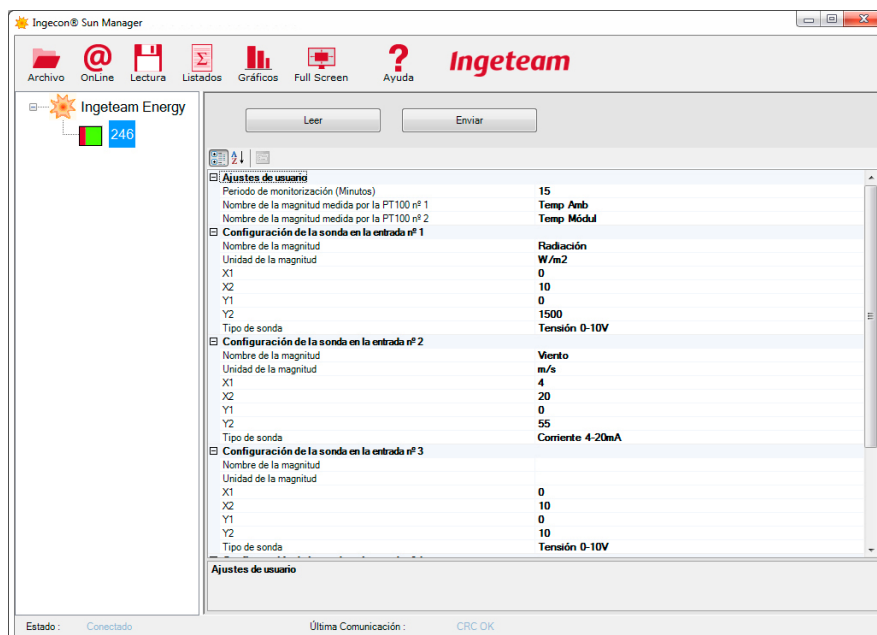 Ingecon® Sun Manager
Archivo OnLine Lectura Listados Gráficos Full Screen Ayuda Ingeteam
Ingeteam Energy
246
Leer Enviar
Ajustes de usuario
Periodo de monitorización (Minutos) 15
Nombre de la magnitud medida por la PT100 nº 1 Temp Amb
Nombre de la magnitud medida por la PT100 nº 2 Temp Módul
Configuración de la sonda en la entrada nº 1
Nombre de la magnitud Radiación
Unidad de la magnitud W/m2
X1 0
X2 10
Y1 0
Y2 1500
Tipo de sonda Tensión 0-10V
Configuración de la sonda en la entrada nº 2
Nombre de la magnitud Viento
Unidad de la magnitud m/s
X1 4
X2 20
Y1 0
Y2 55
Tipo de sonda Corriente 4-20mA
Configuración de la sonda en la entrada nº 3
Nombre de la magnitud
Unidad de la magnitud
X1 0
X2 10
Y1 0
Y2 10
Tipo de sonda Tensión 0-10V
Ajustes de usuario
Estado : Conectado Última Comunicación : CRC OK